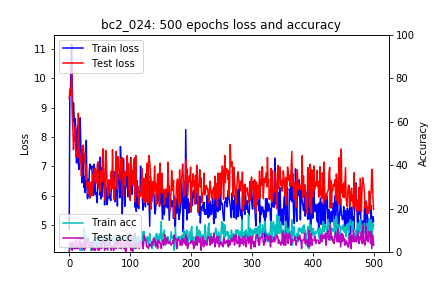 bc2_024: 500 epochs loss and accuracy
Train loss
Test loss
Train acc
Test acc
Loss
Accuracy
11
10
9
8
7
6
5
100
80
60
40
20
0
0
100
200
300
400
500